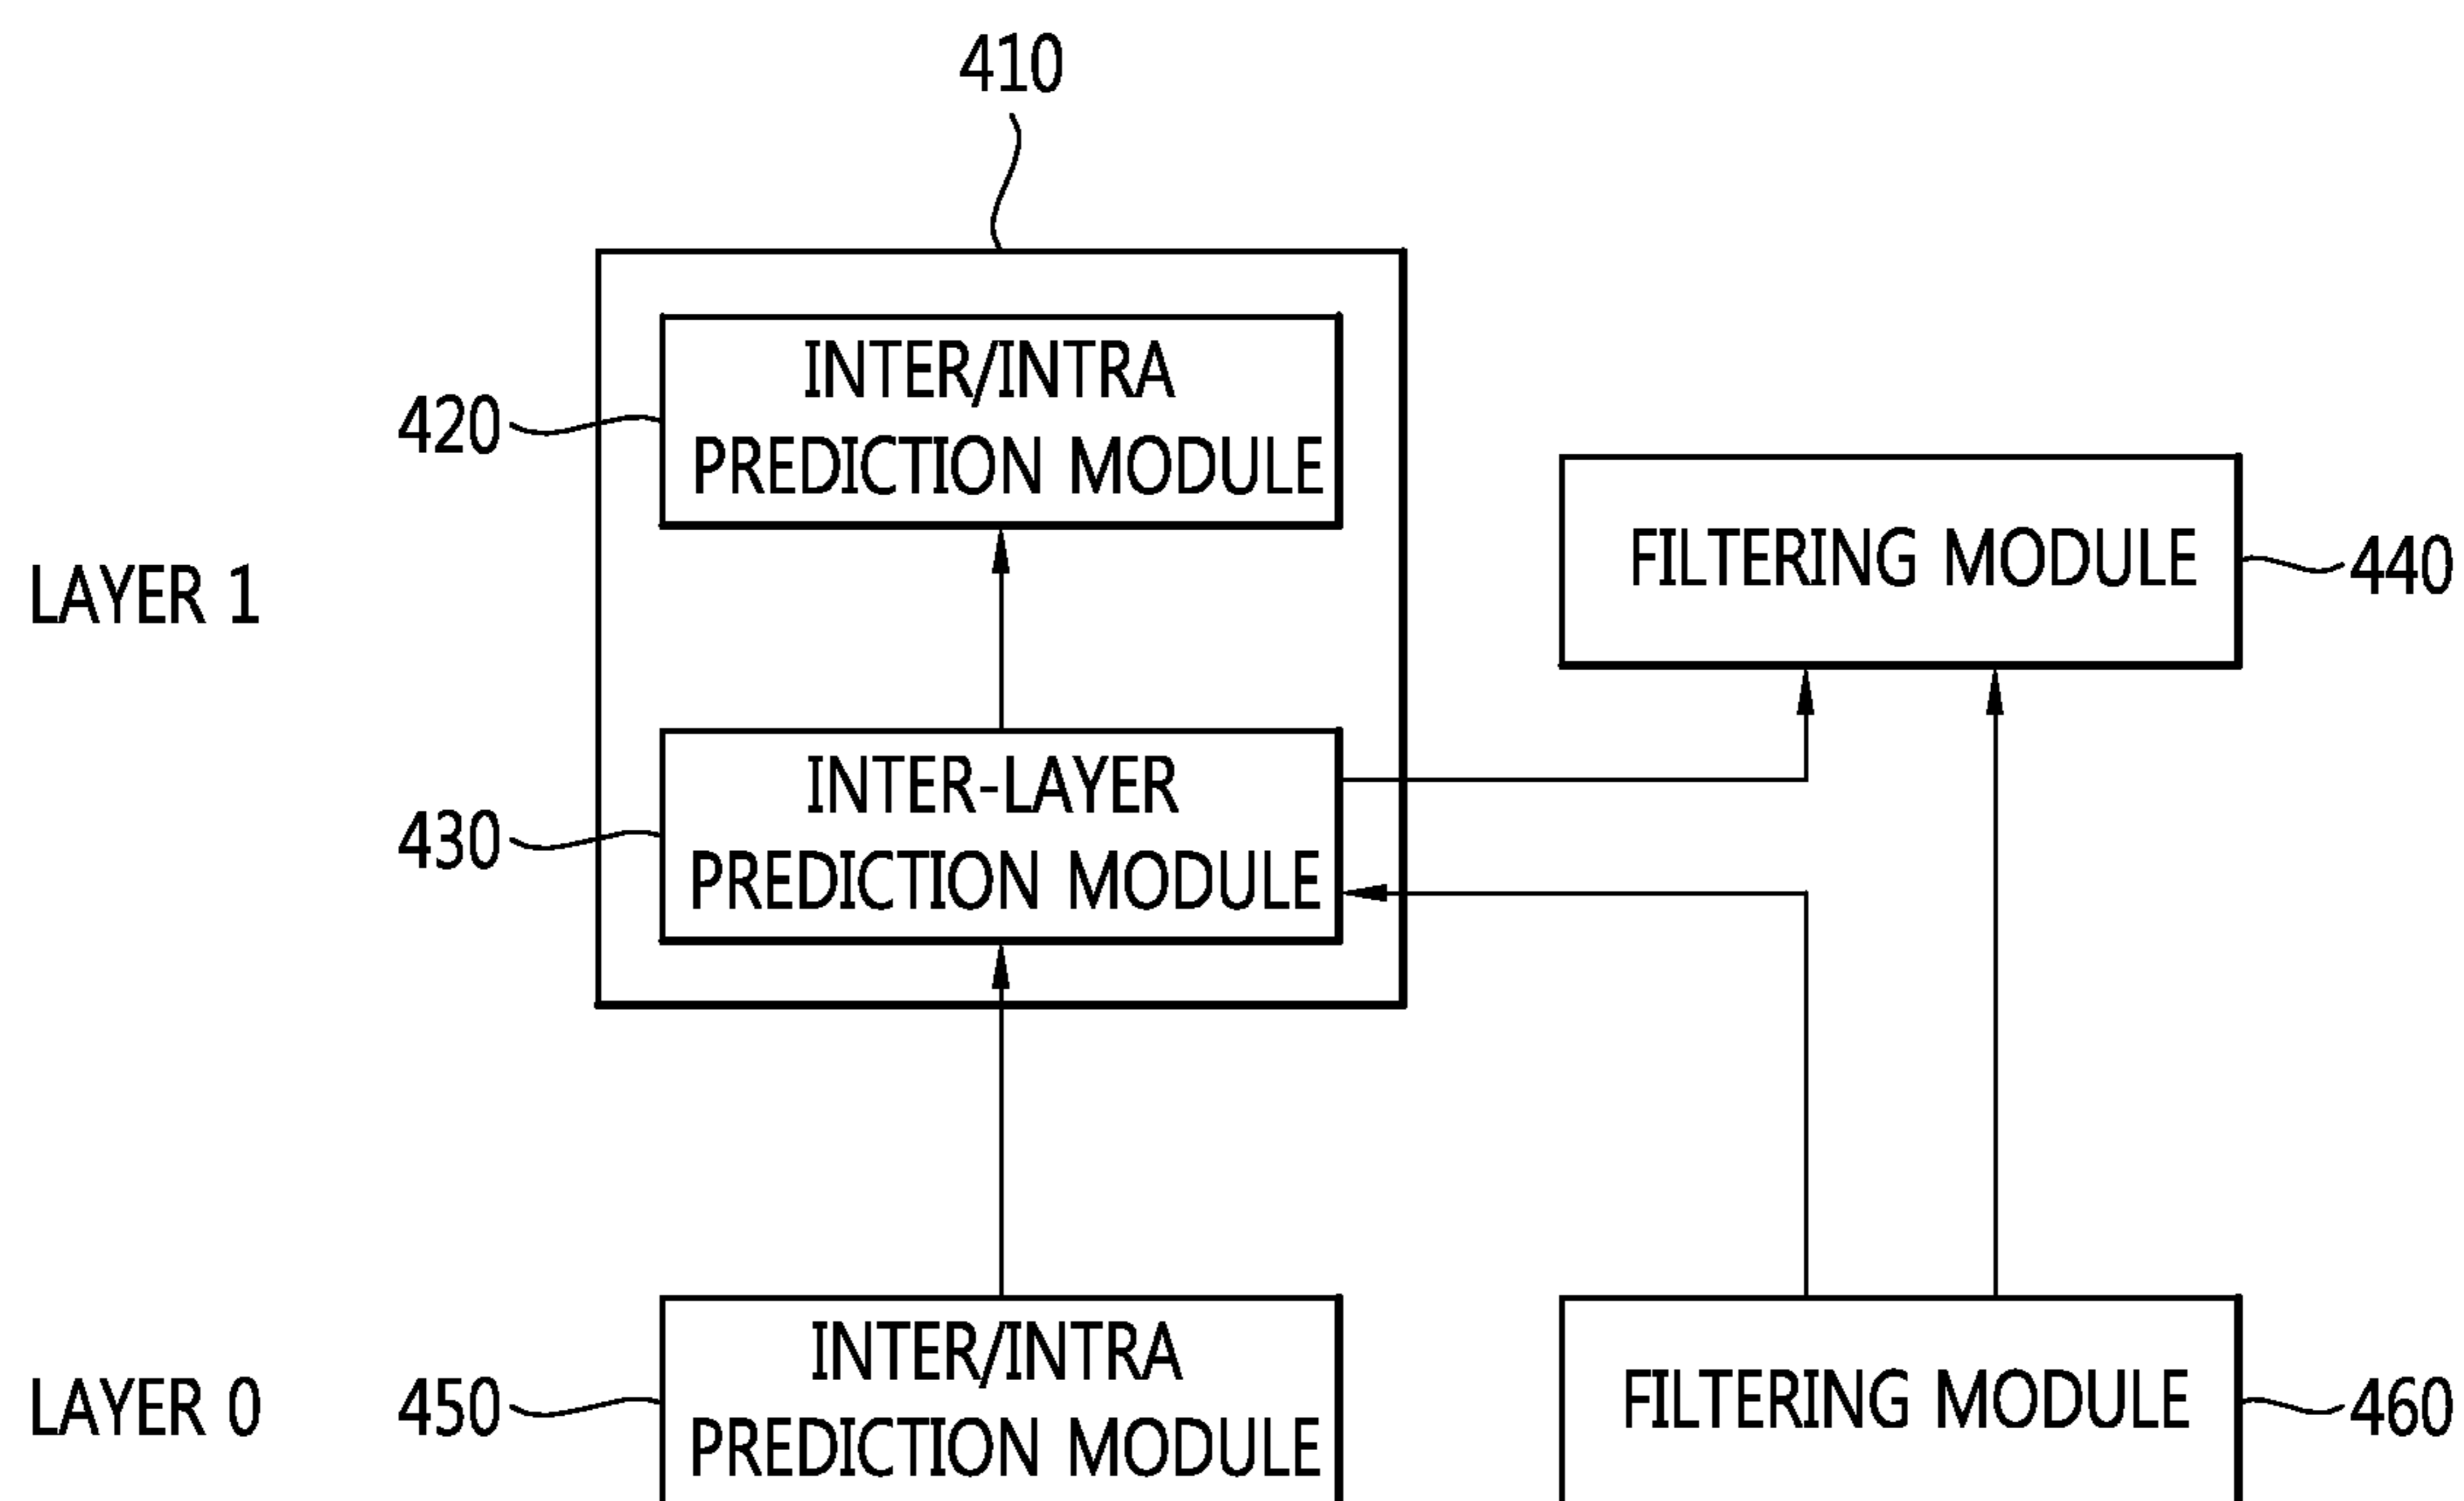 410
INTER/INTRA
420
PREDICTION MODULE
FILTERING MODULE
440
LAYER 1
INTER-LAYER
430
PREDICTION MODULE
INTER/INTRA
LAYER 0
450
FILTERING MODULE
460
PREDICTION MODULE